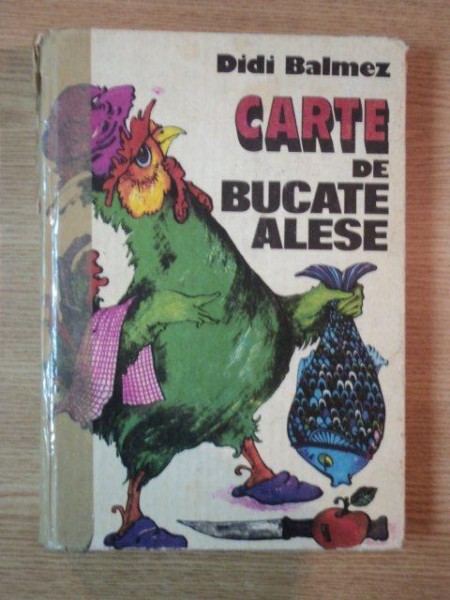 Didi Balmez
CARTE
DE
BUCATE
ALESE